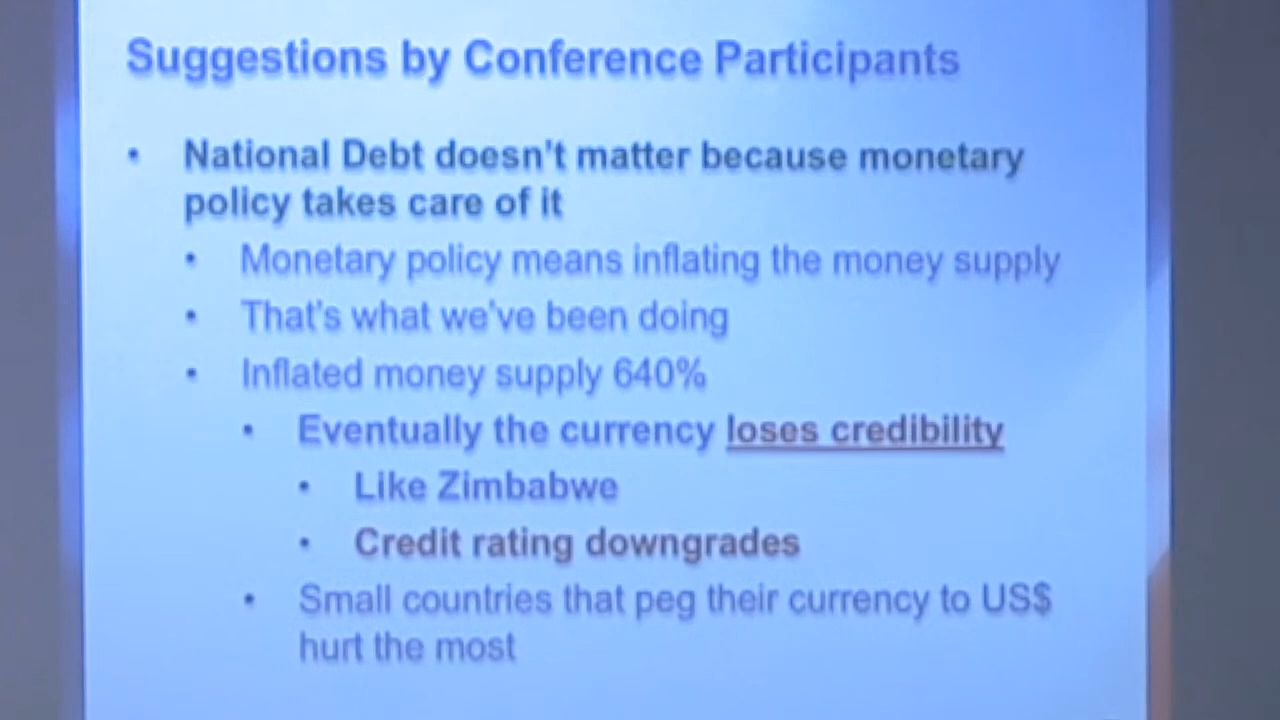 Suggestions by Conference Participants
• National Debt doesn't matter because monetary
policy takes care of it
• Monetary policy means inflating the money supply
• That's what we've been doing
• Inflated money supply 640%
• Eventually the currency loses credibility
• Like Zimbabwe
• Credit rating downgrades
• Small countries that peg their currency to US$
hurt the most